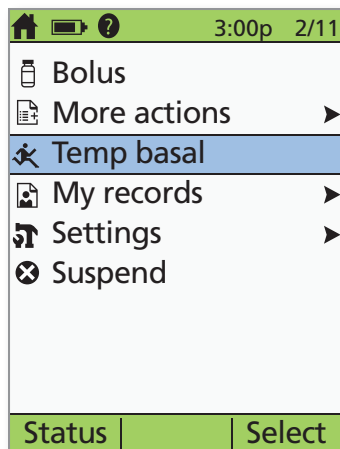 3:00p 2/11
Bolus
More actions
Temp basal
My records
Settings
Suspend
Status Select